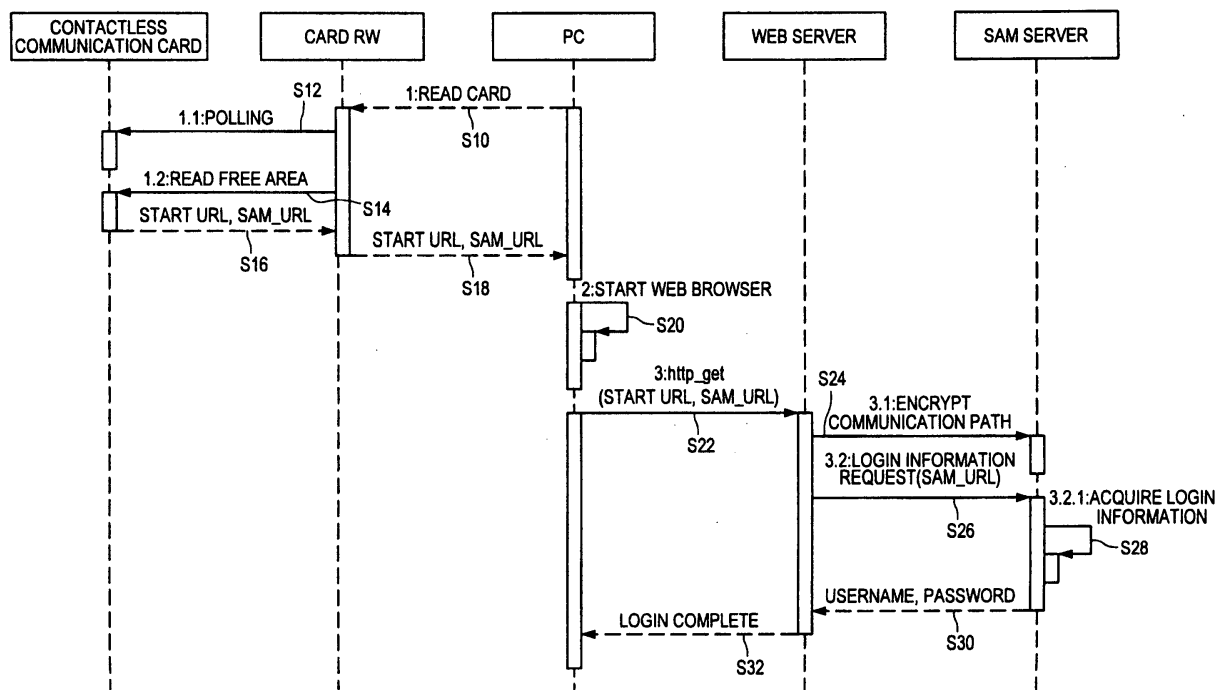 CONTACTLESS
COMMUNICATION CARD
CARD RW
PC
WEB SERVER
SAM SERVER
S12
1:READ CARD
1.1:POLLING
S10
1.2:READ FREE AREA
S14
START URL, SAM_URL
START URL, SAM_URL
S16
S18
2:START WEB BROWSER
S20
3:http_get
(START URL, SAM_URL)
S22
S24
3.1:ENCRYPT
COMMUNICATION PATH
3.2:LOGIN INFORMATION
REQUEST(SAM_URL)
S26
3.2.1:ACQUIRE LOGIN
INFORMATION
S28
USERNAME, PASSWORD
S30
LOGIN COMPLETE
S32